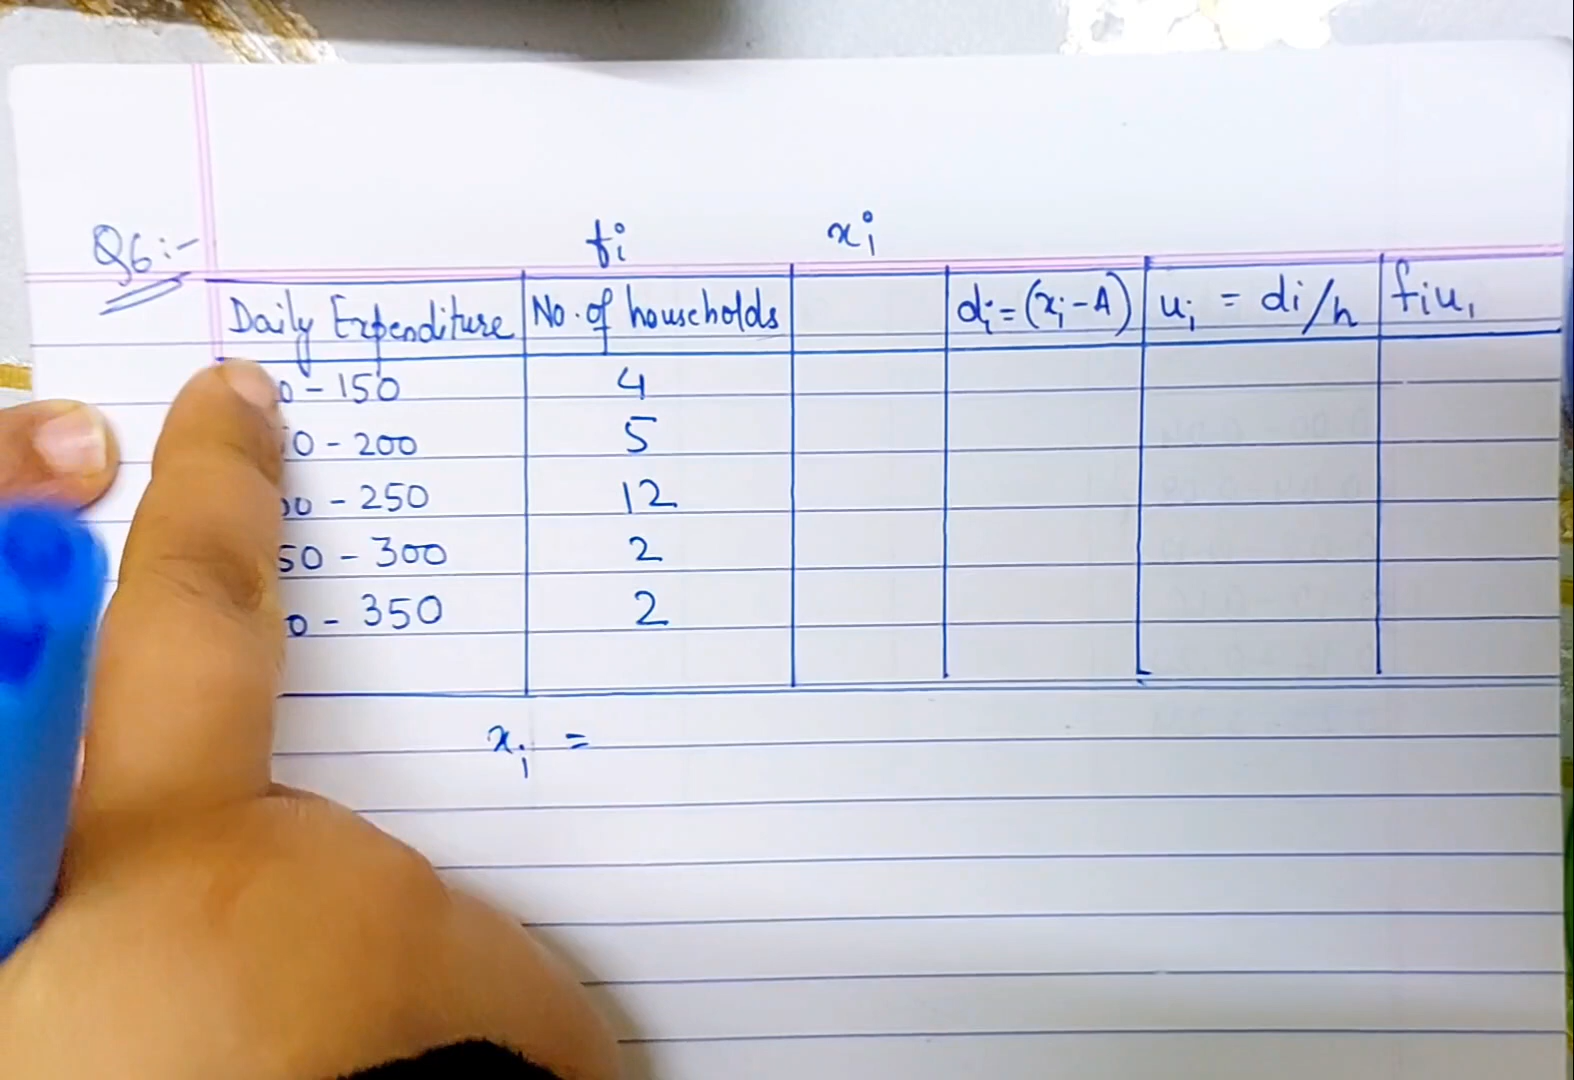 Q6:-
fi xi
Daily Expenditure No. of households di = (xi - A) ui = di/h fiui
0 - 150 4
0 - 200 5
0 - 250 12
50 - 300 2
0 - 350 2
xi =